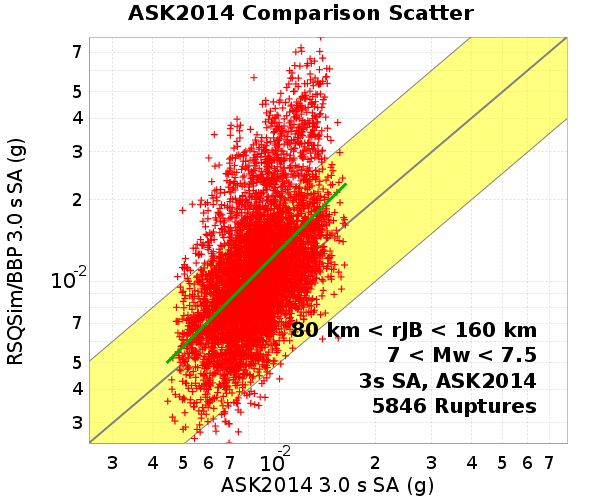 ASK2014 Comparison Scatter
RSQSim/BBP 3.0 s SA (g)
7
5
4
3
2
10-2
7
5
4
3
80 km < rJB < 160 km
7 < Mw < 7.5
3s SA, ASK2014
5846 Ruptures
3 4 5 6 7 10-2 2 3 4 5 6 7
ASK2014 3.0 s SA (g)